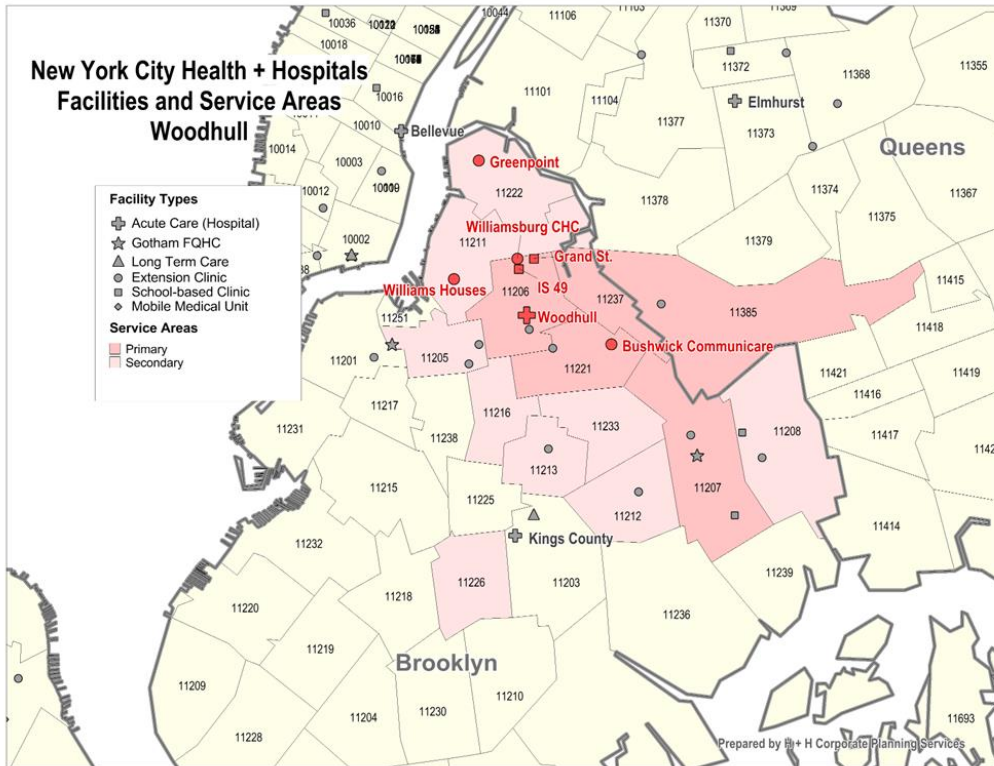 New York City Health + Hospitals
Facilities and Service Areas
Woodhull
Facility Types
Acute Care (Hospital)
Gotham FQHC
Long Term Care
Extension Clinic
School-based Clinic
Mobile Medical Unit
Service Areas
Primary
Secondary
10036
10018
10016
10010
10014
10003
10012
10002
Bellevue
10044
11106
11101
11104
11377
11378
11370
11372
11368
11355
Elmhurst
11373
Queens
11374
11375
11367
11379
11415
11385
11418
11421
11419
11416
11417
11414
Greenpoint
11222
Williamsburg CHC
11211
Grand St.
Williams Houses
11206
IS 49
11237
Woodhull
Bushwick Communicare
11251
11201
11205
11221
11217
11216
11233
11208
11231
11238
11213
11207
11215
11225
11212
Kings County
11232
11226
11203
11239
11220
11218
11236
11219
Brooklyn
11209
11210
11204
11230
11228
11693
Prepared by H + H Corporate Planning Services